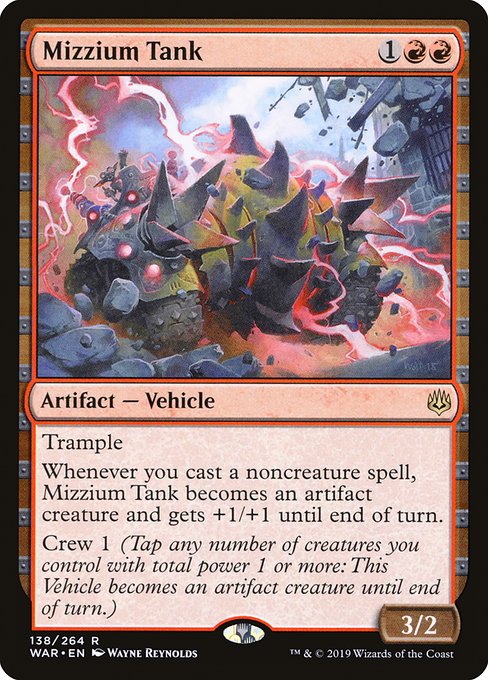 Mizzium Tank 1
Artifact — Vehicle
Trample
Whenever you cast a noncreature spell,
Mizzium Tank becomes an artifact
creature and gets +1/+1 until end of turn.
Crew 1 (Tap any number of creatures you
control with total power 1 or more: This
Vehicle becomes an artifact creature until end
of turn.)
3/2
138/264 R
WAR • EN Wayne Reynolds
™ & © 2019 Wizards of the Coast